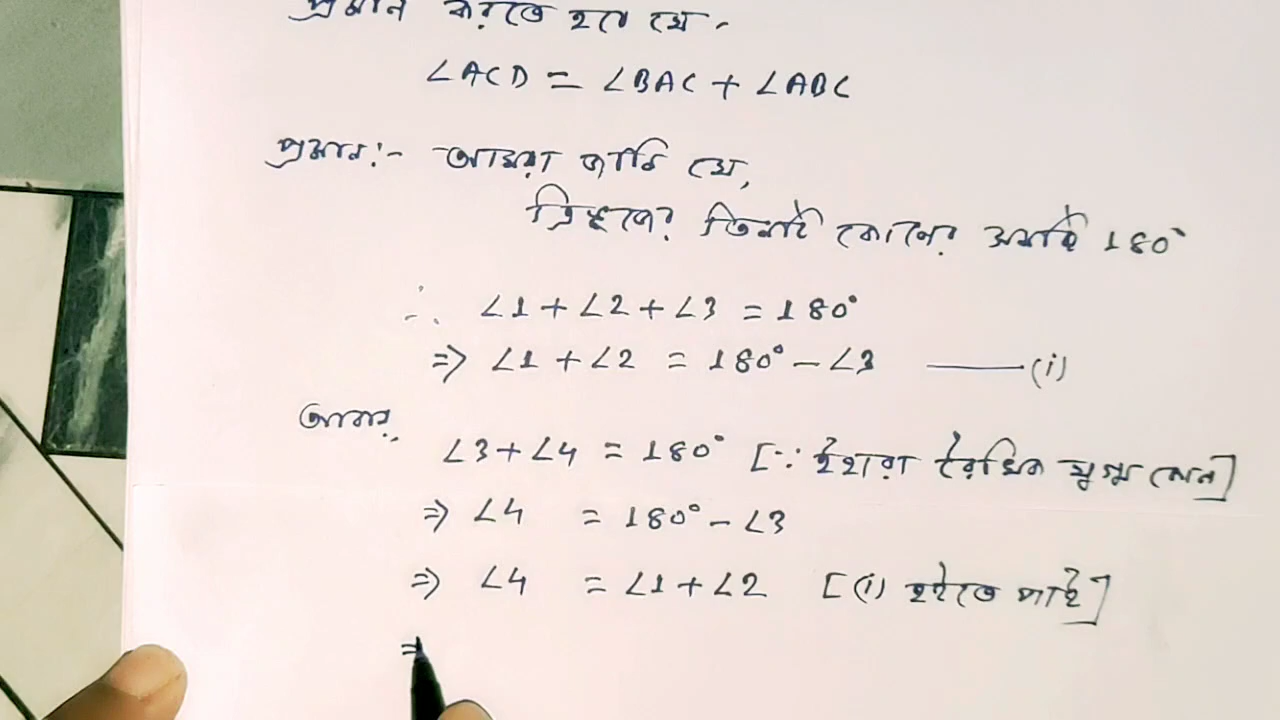 প্রমান করতে হবে যে -
∠ACD = ∠BAC + ∠ABC
প্রমান:- আমরা জানি যে,
ত্রিভূজের তিনটি কোনের সমষ্টি 180°
∴ ∠1 + ∠2 + ∠3 = 180°
⇒ ∠1 + ∠2 = 180° - ∠3 ——— (i)
আবার,
∠3 + ∠4 = 180° [∵ ইহারা রৈখিক যুগ্ম কোন]
⇒ ∠4 = 180° - ∠3
⇒ ∠4 = ∠1 + ∠2 [(i) হইতে পাই]
⇒